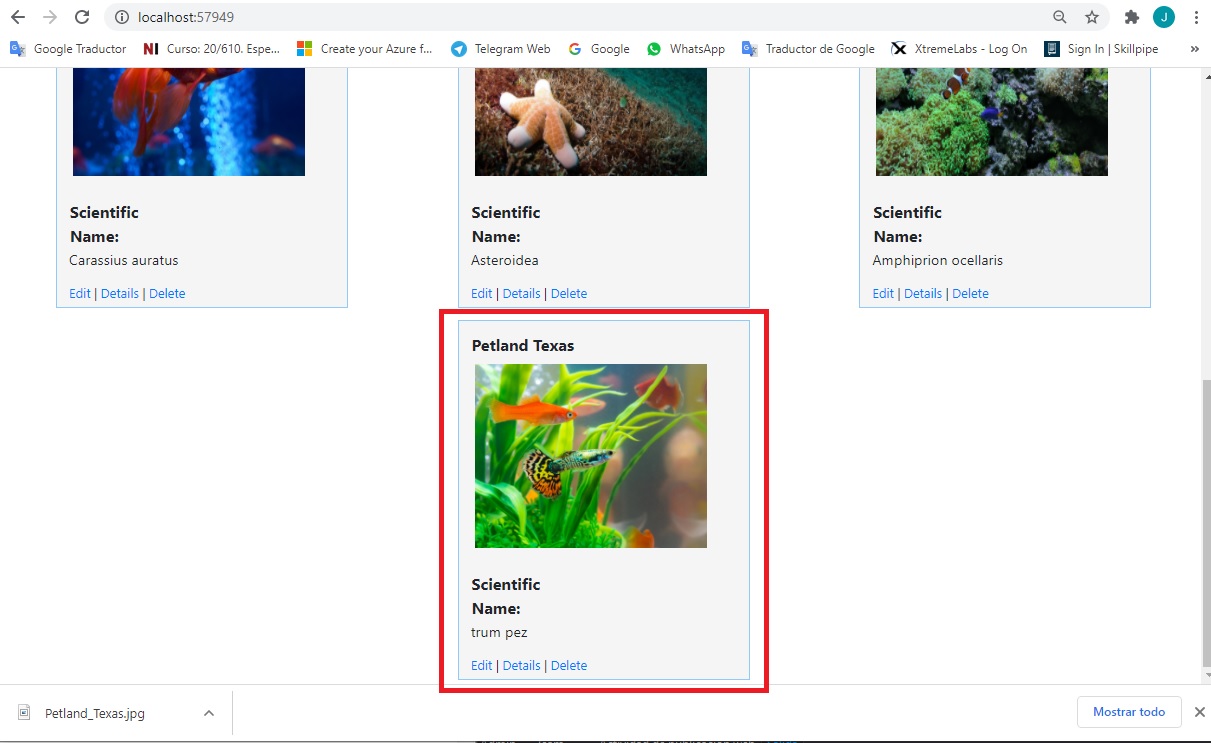 localhost:57949
J
Google Traductor
NI Curso: 20/610. Espe...
Create your Azure f...
Telegram Web
Google
WhatsApp
Traductor de Google
XtremeLabs - Log On
Sign In | Skillpipe
»
Scientific
Name:
Carassius auratus
Edit | Details | Delete
Scientific
Name:
Asteroidea
Edit | Details | Delete
Scientific
Name:
Amphiprion ocellaris
Edit | Details | Delete
Petland Texas
Scientific
Name:
trum pez
Edit | Details | Delete
Petland_Texas.jpg
Mostrar todo